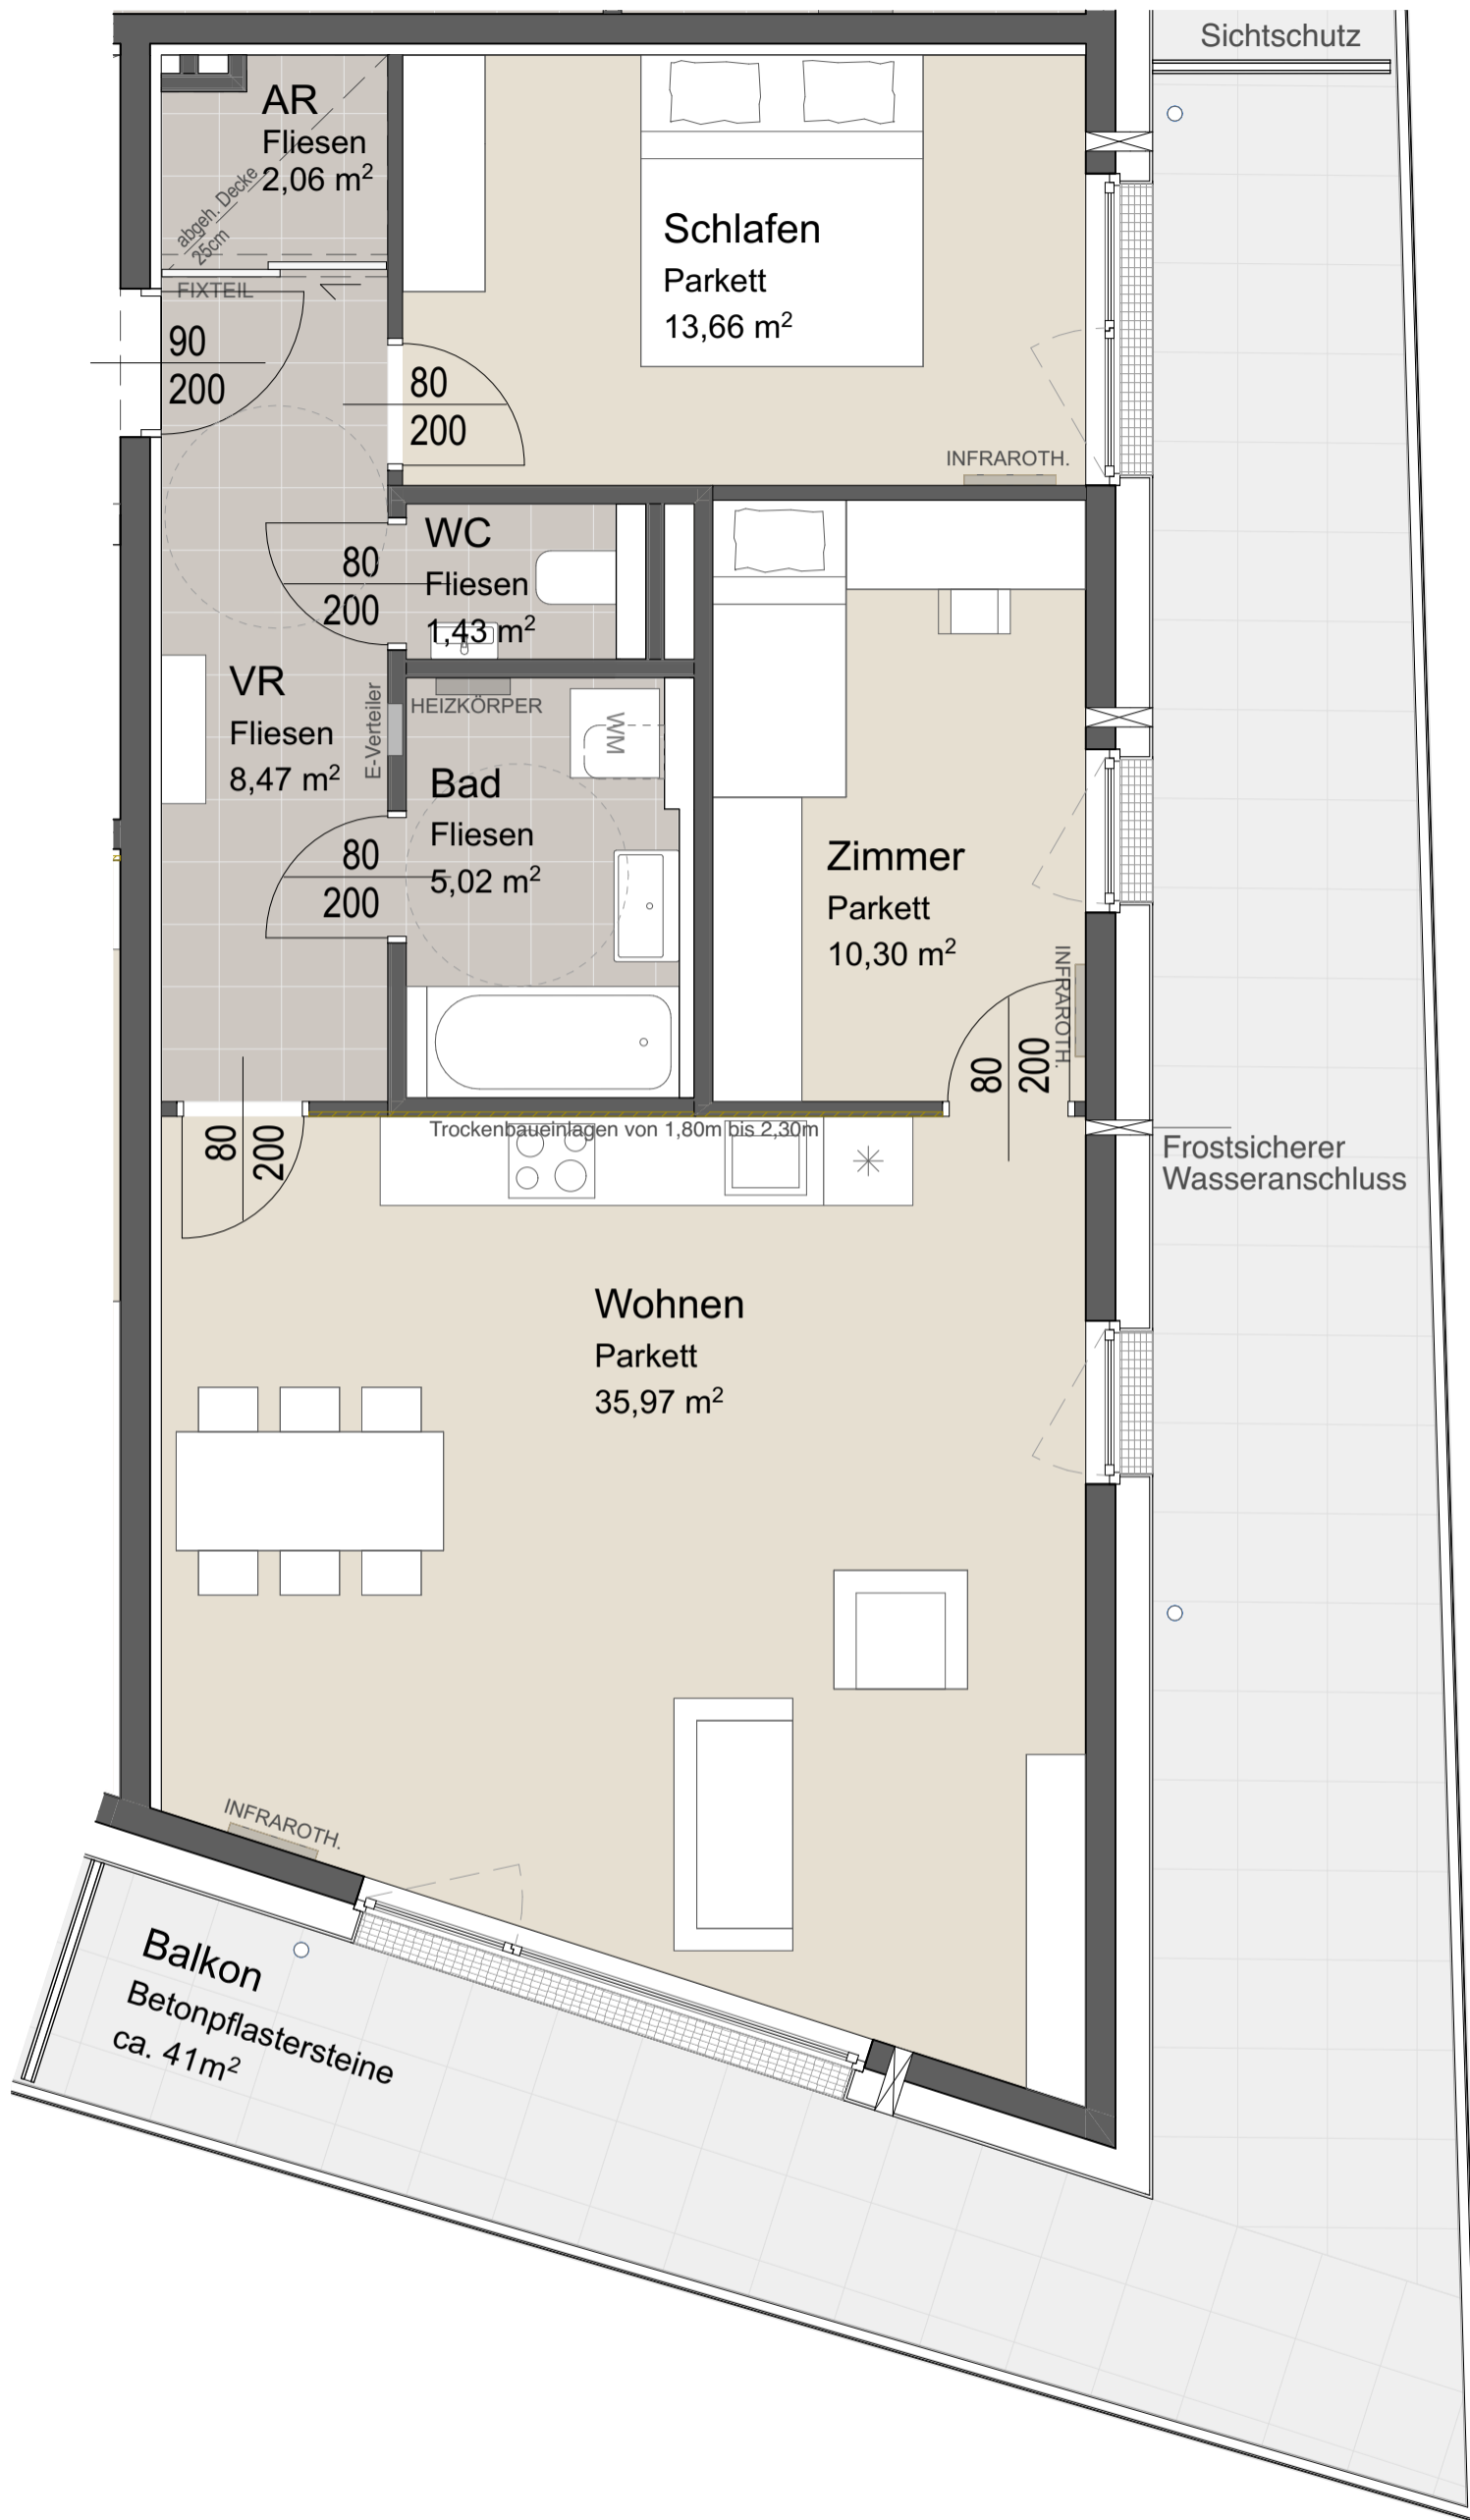 Sichtschutz
AR
Fliesen
2,06 m²
abgeh. Decke
25cm
FIXTEIL
90
200
80
200
Schlafen
Parkett
13,66 m²
INFRAROTH.
WC
Fliesen
1,43 m²
80
200
VR
Fliesen
8,47 m²
E-Verteiler
HEIZKÖRPER
WM
Bad
Fliesen
5,02 m²
80
200
Zimmer
Parkett
10,30 m²
INFRAROTH.
80
200
80
200
Trockenbaueinlagen von 1,80m bis 2,30m
Frostsicherer
Wasseranschluss
Wohnen
Parkett
35,97 m²
INFRAROTH.
Balkon
Betonpflastersteine
ca. 41m²